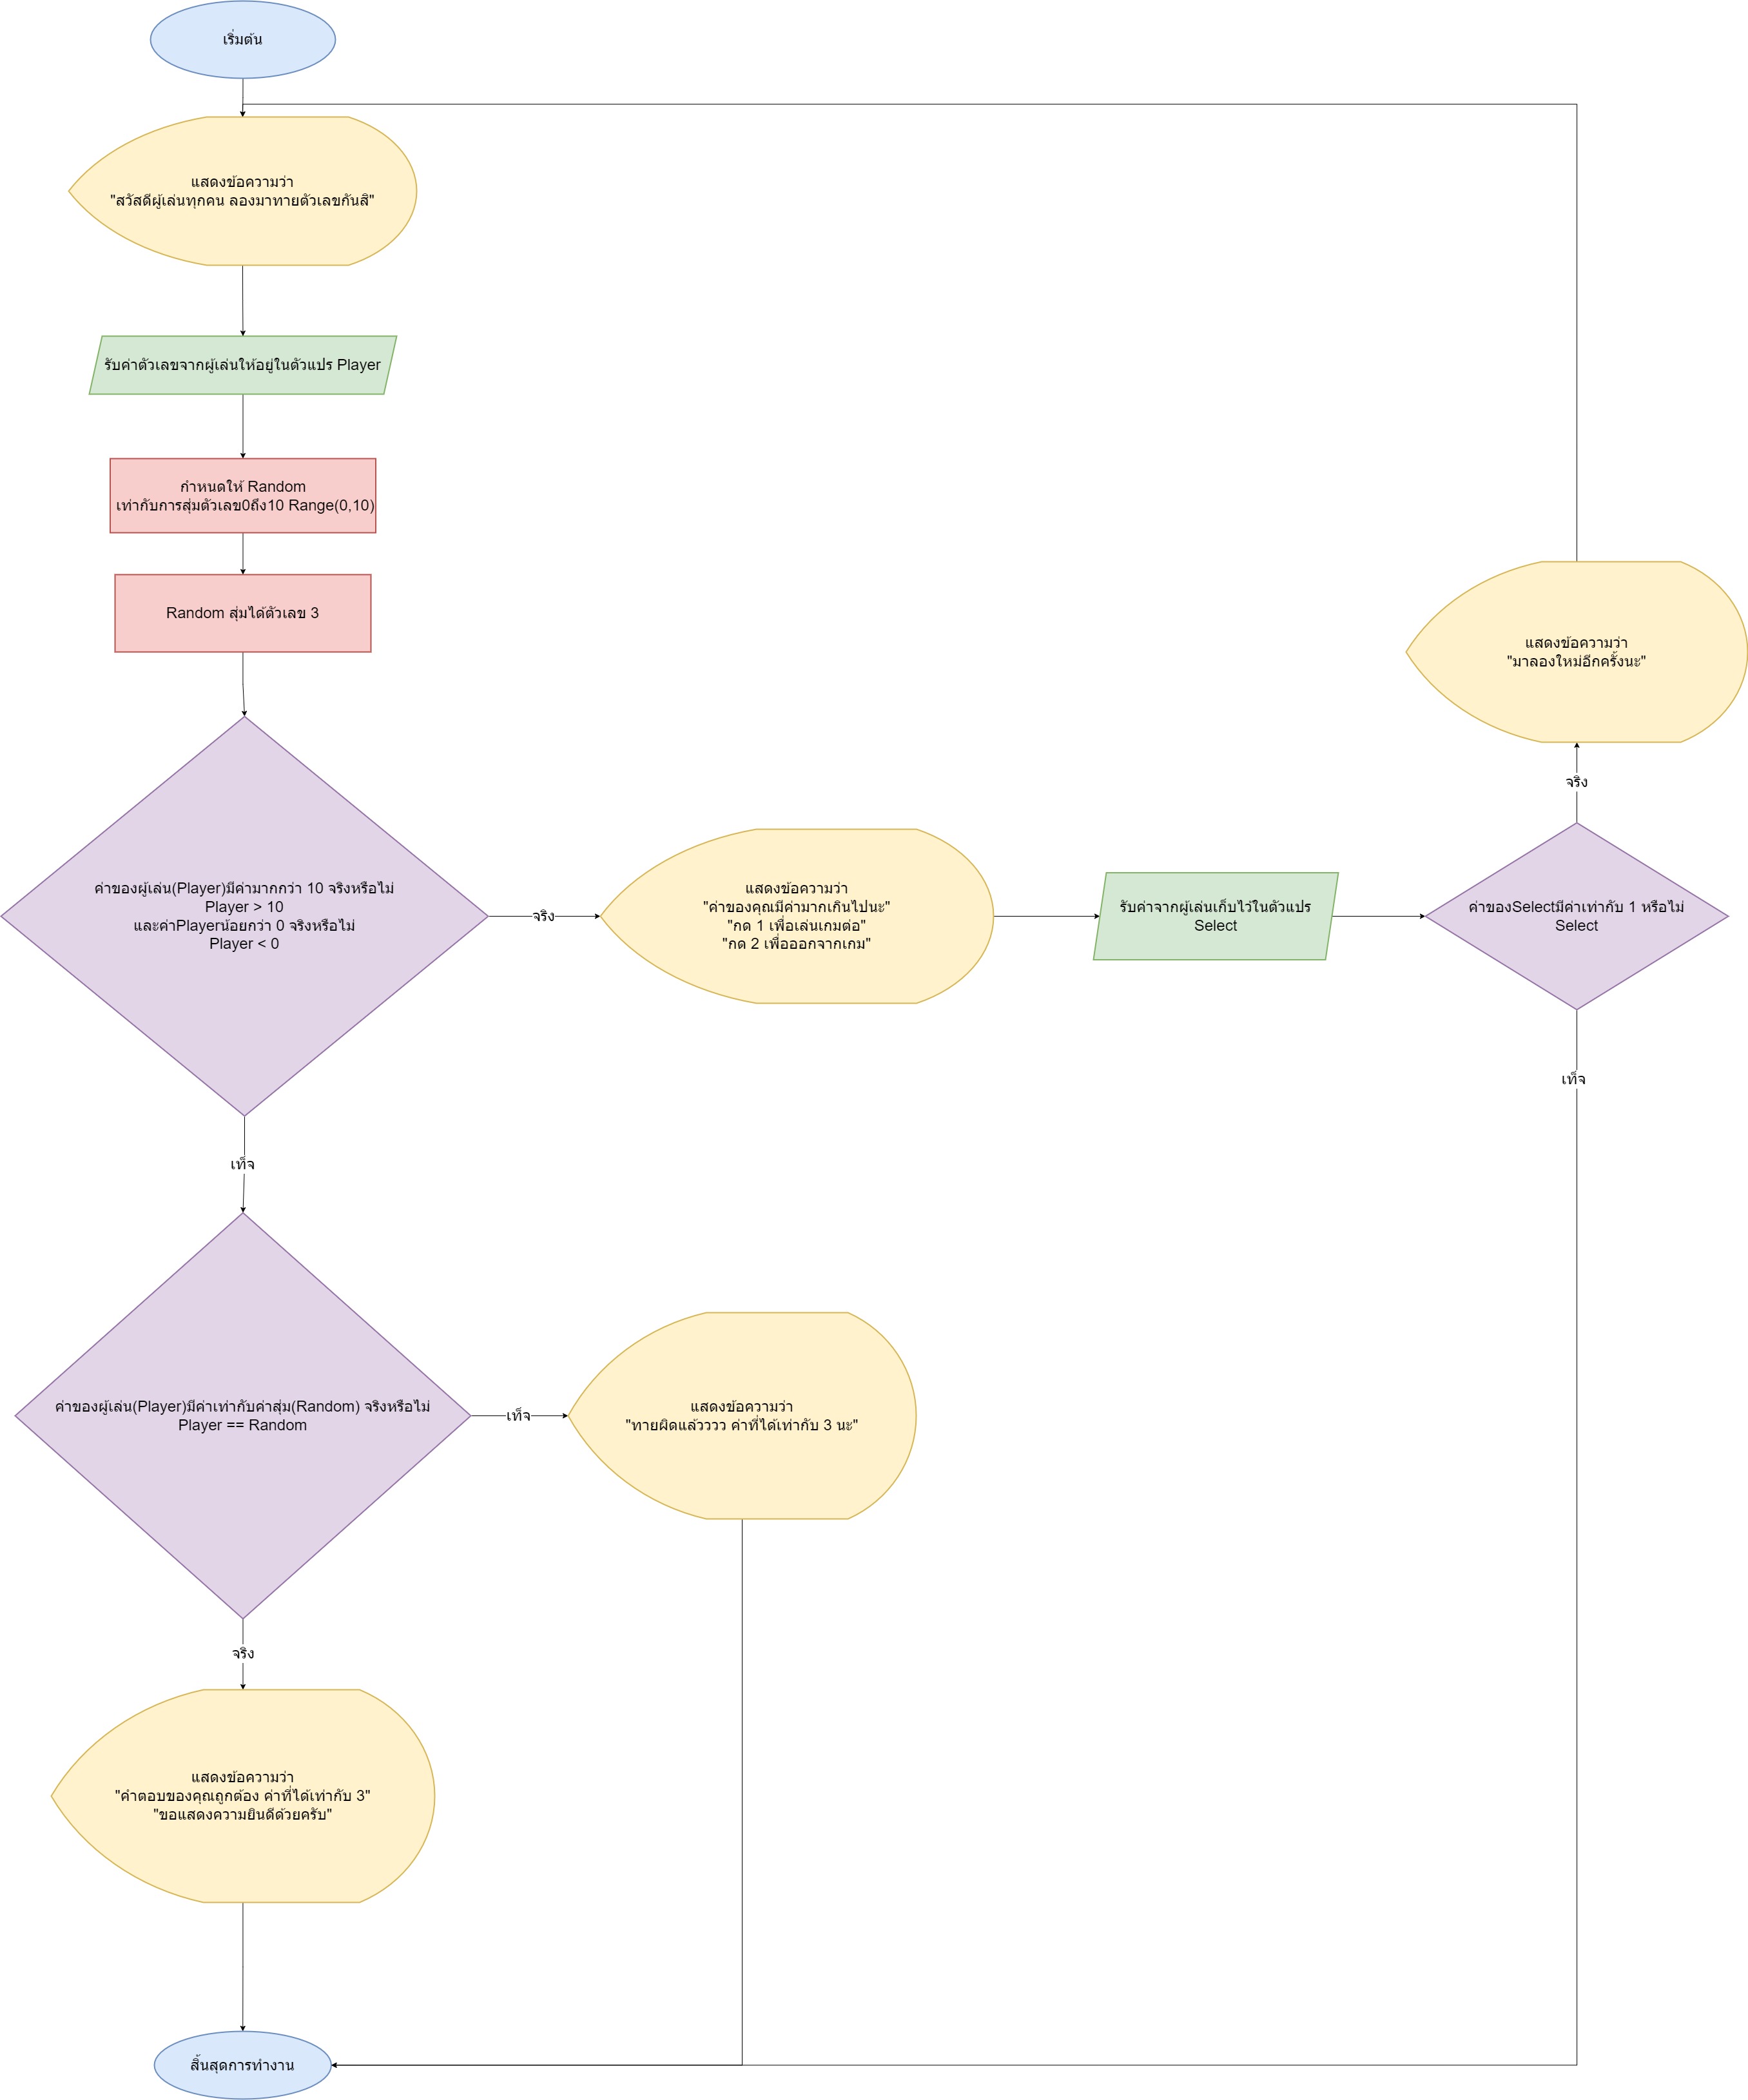 เริ่มต้น
แสดงข้อความว่า
"สวัสดีผู้เล่นทุกคน ลองมาทายตัวเลขกันสิ"
รับค่าตัวเลขจากผู้เล่นให้อยู่ในตัวแปร Player
กำหนดให้ Random
เท่ากับการสุ่มตัวเลข0ถึง10 Range(0,10)
Random สุ่มได้ตัวเลข 3
แสดงข้อความว่า
"มาลองใหม่อีกครั้งนะ"
จริง
ค่าของผู้เล่น(Player)มีค่ามากกว่า 10 จริงหรือไม่
Player > 10
และค่าPlayerน้อยกว่า 0 จริงหรือไม่
Player < 0
จริง
แสดงข้อความว่า
"ค่าของคุณมีค่ามากเกินไปนะ"
"กด 1 เพื่อเล่นเกมต่อ"
"กด 2 เพื่อออกจากเกม"
รับค่าจากผู้เล่นเก็บไว้ในตัวแปร
Select
ค่าของSelectมีค่าเท่ากับ 1 หรือไม่
Select
เท็จ
เท็จ
ค่าของผู้เล่น(Player)มีค่าเท่ากับค่าสุ่ม(Random) จริงหรือไม่
Player == Random
เท็จ
แสดงข้อความว่า
"ทายผิดแล้วววว ค่าที่ได้เท่ากับ 3 นะ"
จริง
แสดงข้อความว่า
"คำตอบของคุณถูกต้อง ค่าที่ได้เท่ากับ 3"
"ขอแสดงความยินดีด้วยครับ"
สิ้นสุดการทำงาน